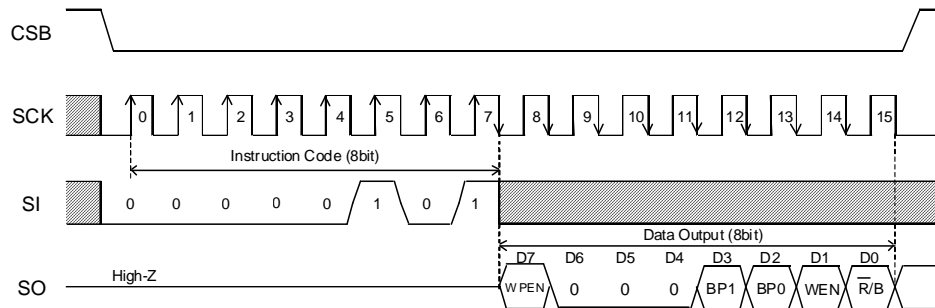 CSB
SCK 0 1 2 3 4 5 6 7 8 9 10 11 12 13 14 15
Instruction Code (8bit)
SI 0 0 0 0 0 1 0 1
Data Output (8bit)
D7 D6 D5 D4 D3 D2 D1 D0
High-Z
SO WPEN 0 0 0 BP1 BP0 WEN R̅/B